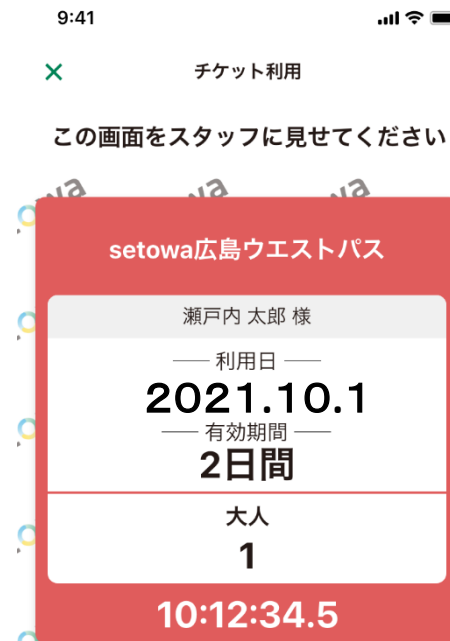 9:41
× チケット利用
この画面をスタッフに見せてください
setowa広島ウエストパス
瀬戸内 太郎 様
利用日
2021.10.1
有効期間
2日間
大人
1
10:12:34.5